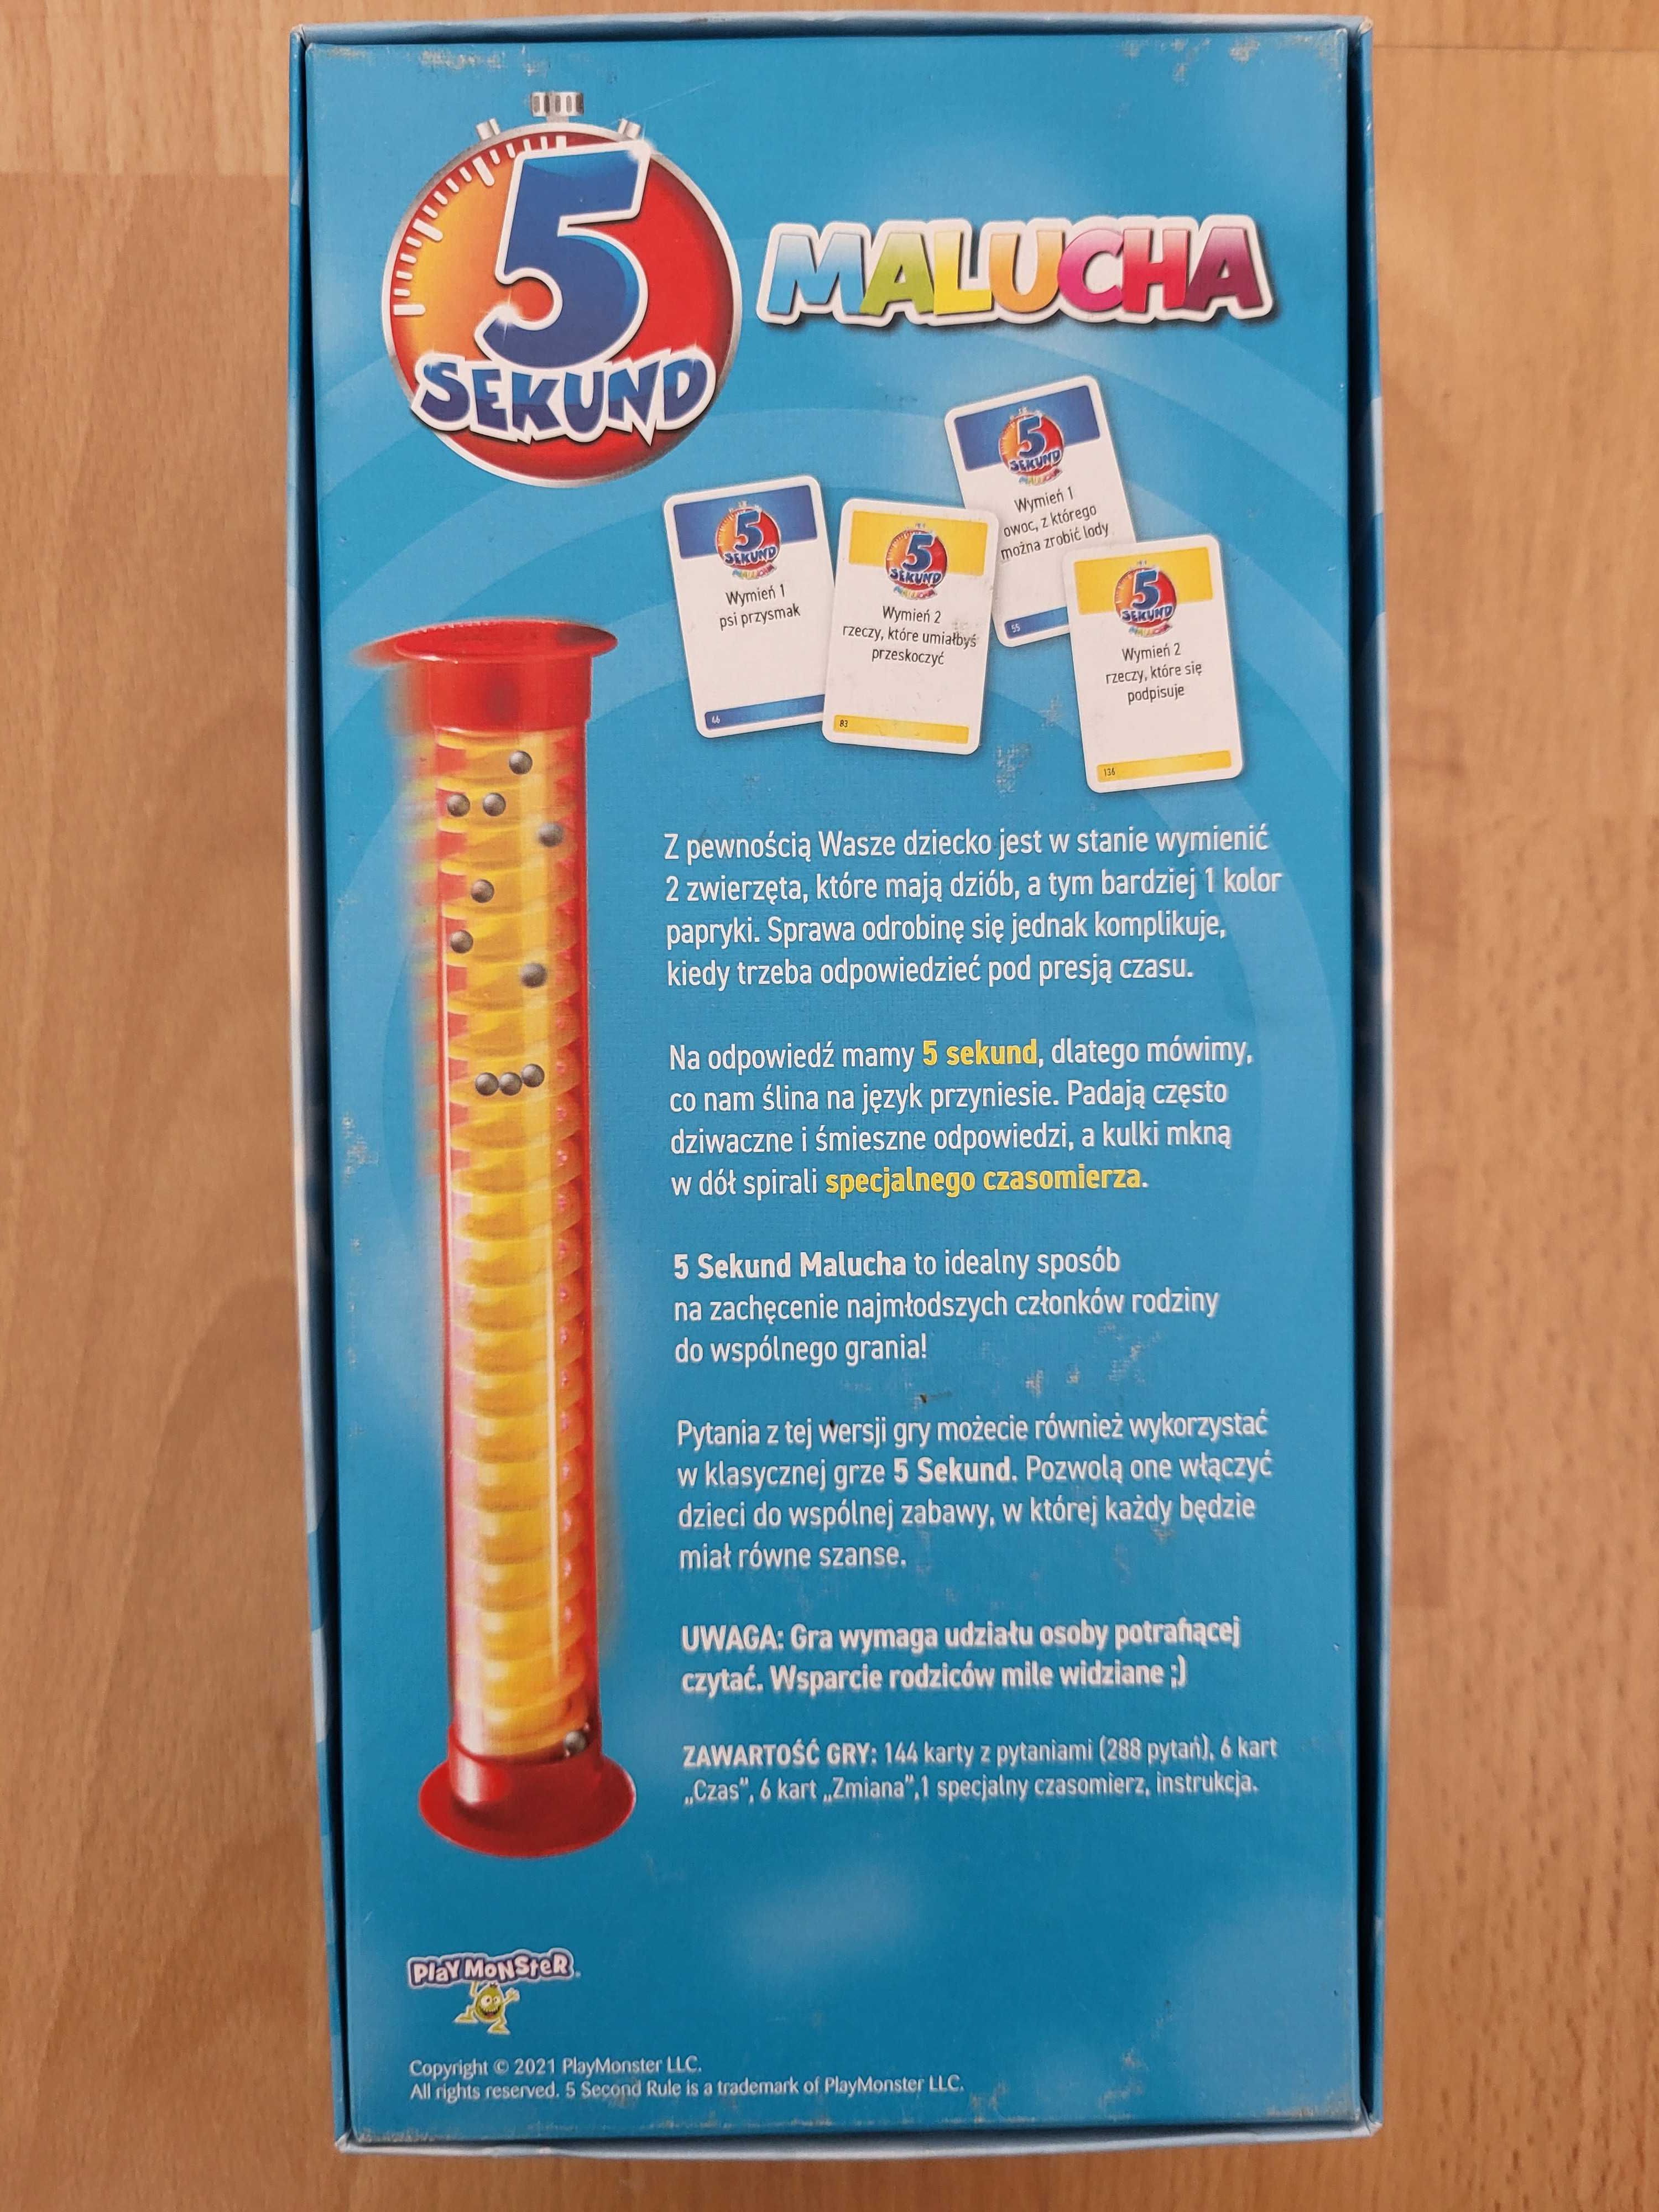 5
SEKUND
MALUCHA
5
SEKUND
MALUCHA
Wymień 1
psi przysmak
66
5
SEKUND
MALUCHA
Wymień 2
rzeczy, które umiałbyś
przeskoczyć
83
5
SEKUND
MALUCHA
Wymień 1
owoc, z którego
można zrobić lody
55
5
SEKUND
MALUCHA
Wymień 2
rzeczy, które się
podpisuje
136
Z pewnością Wasze dziecko jest w stanie wymienić
2 zwierzęta, które mają dziób, a tym bardziej 1 kolor
papryki. Sprawa odrobinę się jednak komplikuje,
kiedy trzeba odpowiedzieć pod presją czasu.
Na odpowiedź mamy 5 sekund, dlatego mówimy,
co nam ślina na język przyniesie. Padają często
dziwaczne i śmieszne odpowiedzi, a kulki mkną
w dół spirali specjalnego czasomierza.
5 Sekund Malucha to idealny sposób
na zachęcenie najmłodszych członków rodziny
do wspólnego grania!
Pytania z tej wersji gry możecie również wykorzystać
w klasycznej grze 5 Sekund. Pozwolą one włączyć
dzieci do wspólnej zabawy, w której każdy będzie
miał równe szanse.
UWAGA: Gra wymaga udziału osoby potrafiącej
czytać. Wsparcie rodziców mile widziane ;)
ZAWARTOŚĆ GRY: 144 karty z pytaniami (288 pytań), 6 kart
„Czas”, 6 kart „Zmiana”,1 specjalny czasomierz, instrukcja.
PlaYMoNSteR
Copyright © 2021 PlayMonster LLC.
All rights reserved. 5 Second Rule is a trademark of PlayMonster LLC.